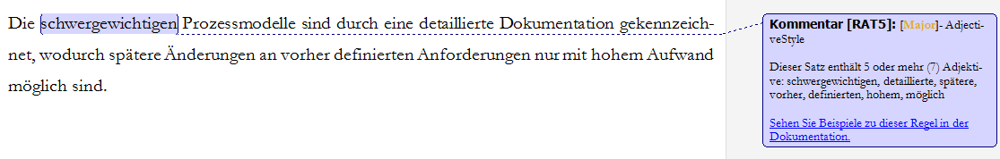 Die schwergewichtigen Prozessmodelle sind durch eine detaillierte Dokumentation gekennzeich-
net, wodurch spätere Änderungen an vorher definierten Anforderungen nur mit hohem Aufwand
möglich sind.
Kommentar [RAT5]: [Major]- Adjecti-
veStyle
Dieser Satz enthält 5 oder mehr (7) Adjekti-
ve: schwergewichtigen, detaillierte, spätere,
vorher, definierten, hohem, möglich
Sehen Sie Beispiele zu dieser Regel in der
Dokumentation.